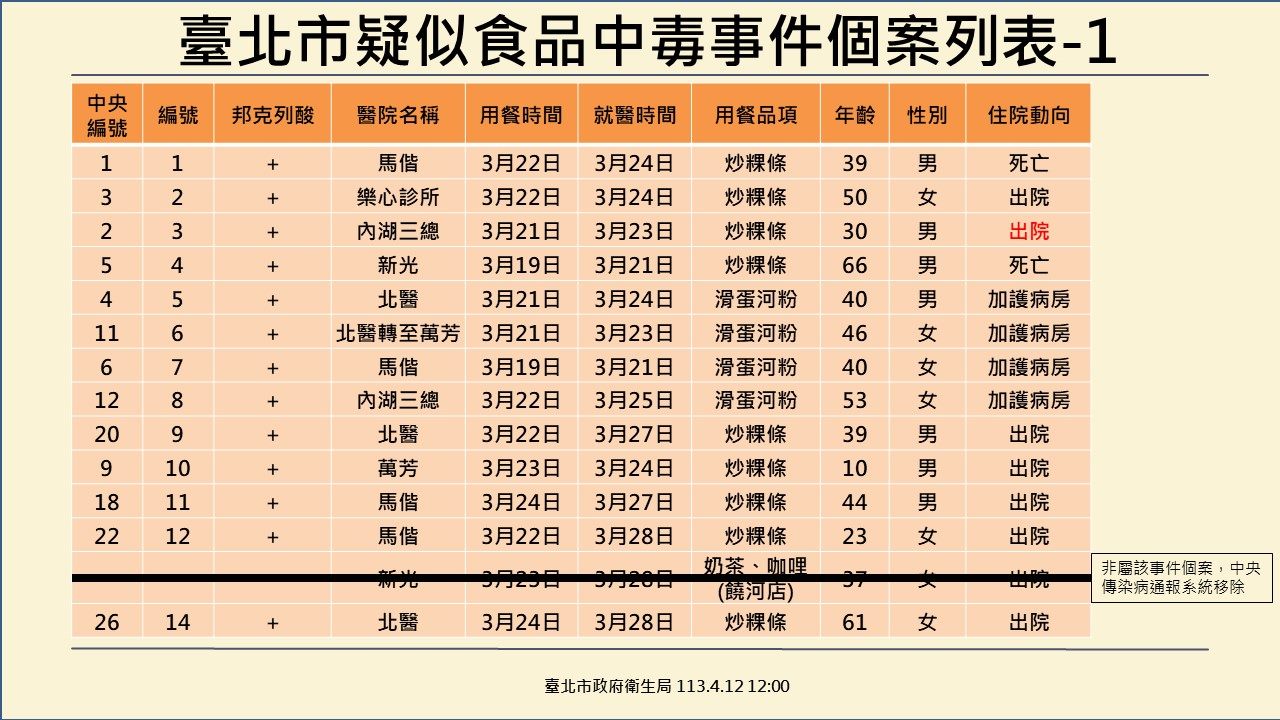 臺北市疑似食品中毒事件個案列表-1
中央編號 編號 邦克列酸 醫院名稱 用餐時間 就醫時間 用餐品項 年齡 性別 住院動向
1 1 + 馬偕 3月22日 3月24日 炒粿條 39 男 死亡
3 2 + 樂心診所 3月22日 3月24日 炒粿條 50 女 出院
2 3 + 內湖三總 3月21日 3月23日 炒粿條 30 男 出院
5 4 + 新光 3月19日 3月21日 炒粿條 66 男 死亡
4 5 + 北醫 3月21日 3月24日 滑蛋河粉 40 男 加護病房
11 6 + 北醫轉至萬芳 3月21日 3月23日 滑蛋河粉 46 女 加護病房
6 7 + 馬偕 3月19日 3月21日 滑蛋河粉 40 女 加護病房
12 8 + 內湖三總 3月22日 3月25日 滑蛋河粉 53 女 加護病房
20 9 + 北醫 3月22日 3月27日 炒粿條 39 男 出院
9 10 + 萬芳 3月23日 3月24日 炒粿條 10 男 出院
18 11 + 馬偕 3月24日 3月27日 炒粿條 44 男 出院
22 12 + 馬偕 3月22日 3月28日 炒粿條 23 女 出院
新光 奶茶、咖哩(饒河店) 女 出院
非屬該事件個案，中央
傳染病通報系統移除
26 14 + 北醫 3月24日 3月28日 炒粿條 61 女 出院
臺北市政府衛生局 113.4.12 12:00